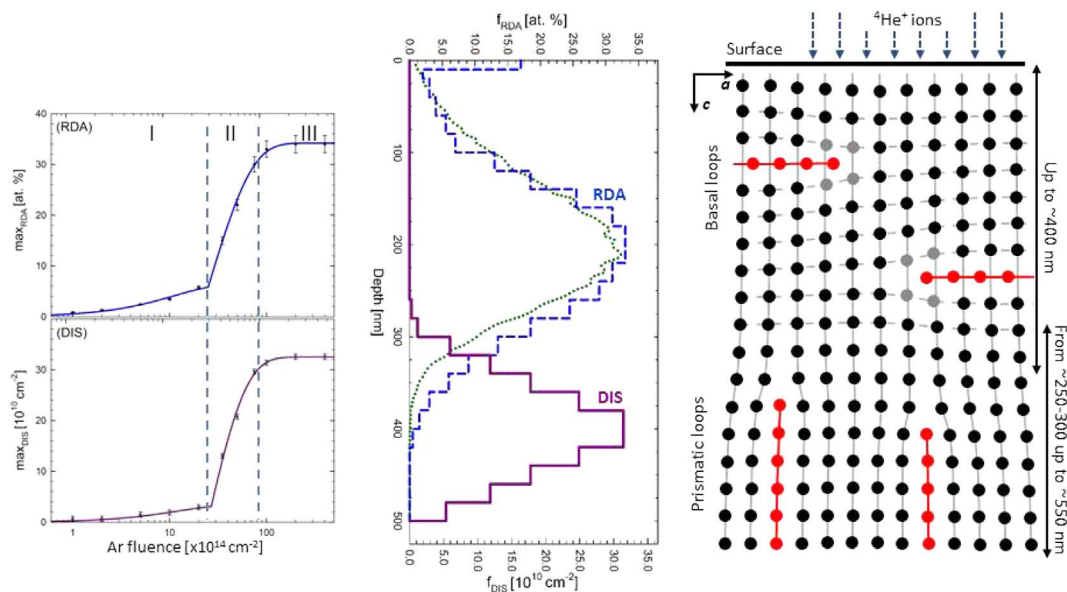 (RDA)
I
II
III
40
30
20
10
0
max_RDA [at. %]
(DIS)
30
20
10
0
max_DIS [10^10 cm^-2]
1
10
100
Ar fluence [x10^14 cm^-2]
f_RDA [at. %]
0.0
5.0
10.0
15.0
20.0
25.0
30.0
35.0
0
100
200
300
400
500
Depth [nm]
RDA
DIS
0.0
5.0
10.0
15.0
20.0
25.0
30.0
35.0
f_DIS [10^10 cm^-2]
^4He^+ ions
Surface
a
c
Basal loops
Up to ~400 nm
Prismatic loops
From ~250-300 up to ~550 nm